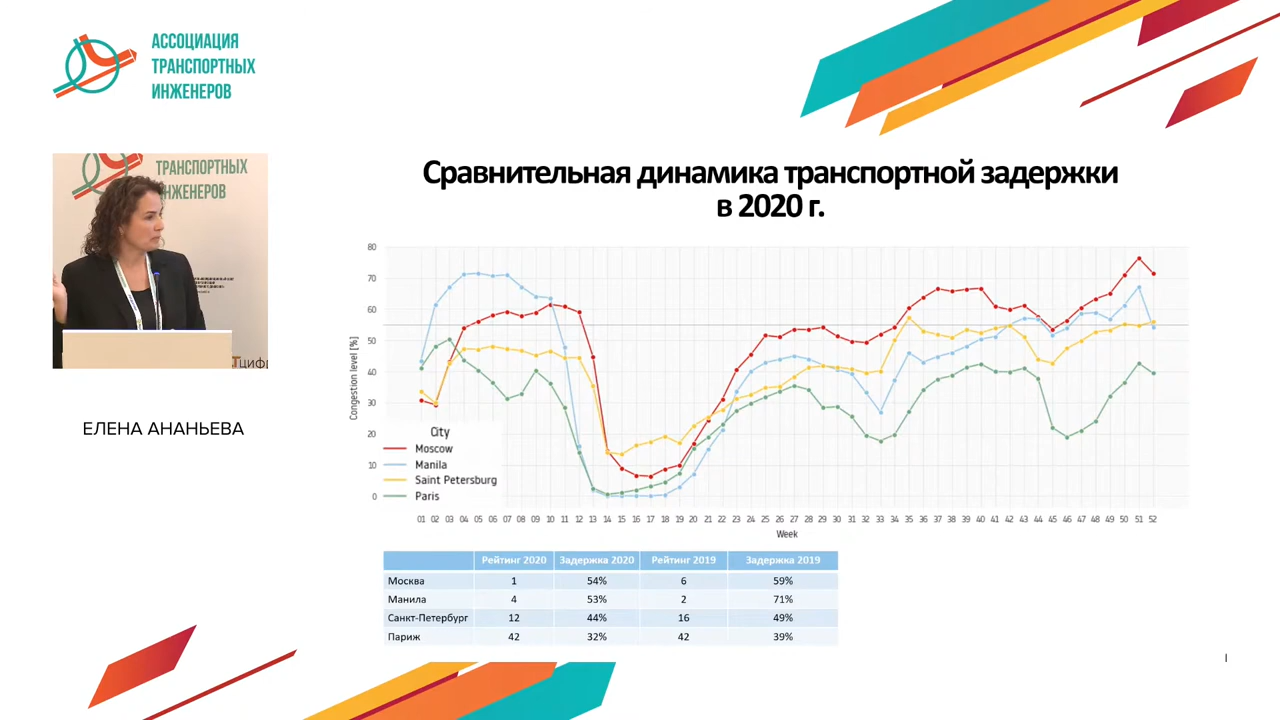 АССОЦИАЦИЯ
ТРАНСПОРТНЫХ
ИНЖЕНЕРОВ
ТРАНСПОРТНЫХ
ИНЖЕНЕРОВ
Тцифр
ЕЛЕНА АНАНЬЕВА
Сравнительная динамика транспортной задержки
в 2020 г.
Congestion level [%]
80
70
60
50
40
30
20
10
0
City
Moscow
Manila
Saint Petersburg
Paris
01 02 03 04 05 06 07 08 09 10 11 12 13 14 15 16 17 18 19 20 21 22 23 24 25 26 27 28 29 30 31 32 33 34 35 36 37 38 39 40 41 42 43 44 45 46 47 48 49 50 51 52
Week
Рейтинг 2020 Задержка 2020 Рейтинг 2019 Задержка 2019
Москва 1 54% 6 59%
Манила 4 53% 2 71%
Санкт-Петербург 12 44% 16 49%
Париж 42 32% 42 39%
I